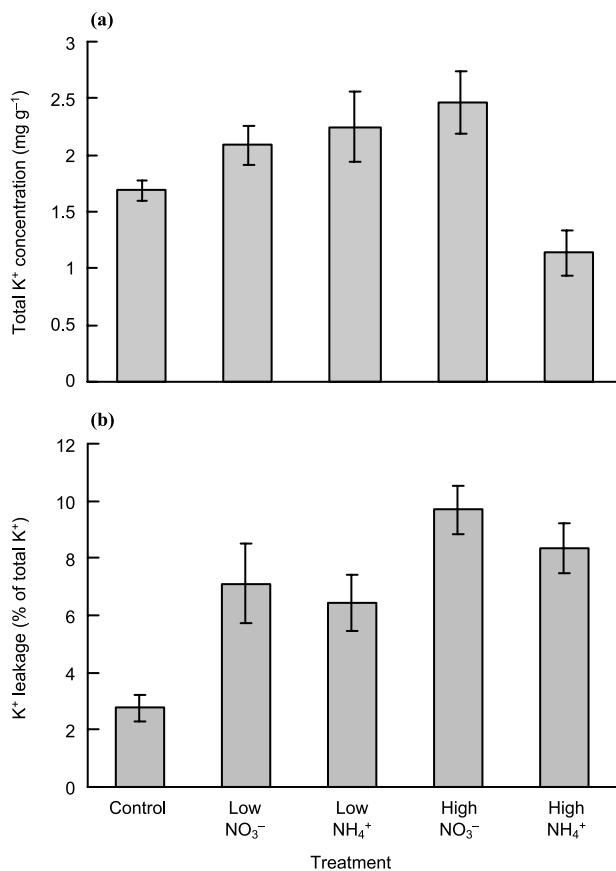 (a)
Total K⁺ concentration (mg g⁻¹)
3
2.5
2
1.5
1
0.5
0
(b)
K⁺ leakage (% of total K⁺)
12
10
8
6
4
2
0
Control
Low
NO₃⁻
Low
NH₄⁺
High
NO₃⁻
High
NH₄⁺
Treatment